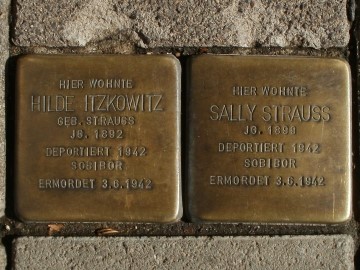 HIER WOHNTE
HILDE ITZKOWITZ
GEB. STRAUSS
JG. 1892
DEPORTIERT 1942
SOBIBOR
ERMORDET 3.6.1942
HIER WOHNTE
SALLY STRAUSS
JG. 1890
DEPORTIERT 1942
SOBIBOR
ERMORDET 3.6.1942